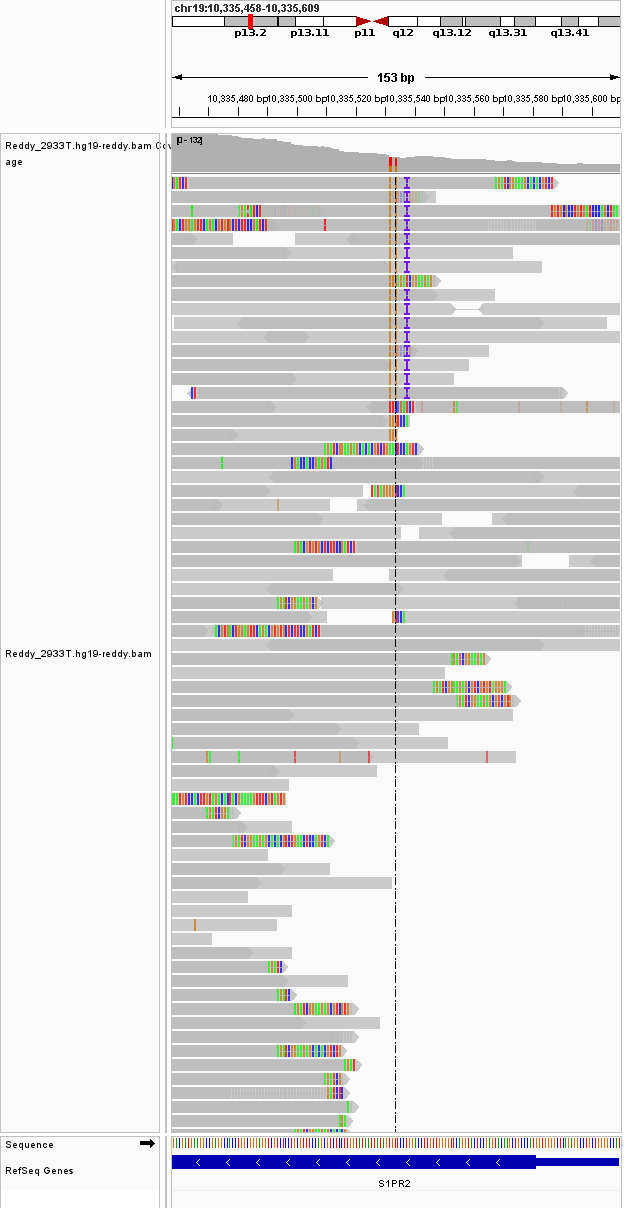 chr19:10,335,458-10,335,609
p13.2 p13.11 p11 q12 q13.12 q13.31 q13.41
153 bp
10,335,480 bp 10,335,500 bp 10,335,520 bp 10,335,540 bp 10,335,560 bp 10,335,580 bp 10,335,600 bp
Reddy_2933T.hg19-reddy.bam Cov
age
[0 - 132]
Reddy_2933T.hg19-reddy.bam
Sequence
RefSeq Genes
S1PR2